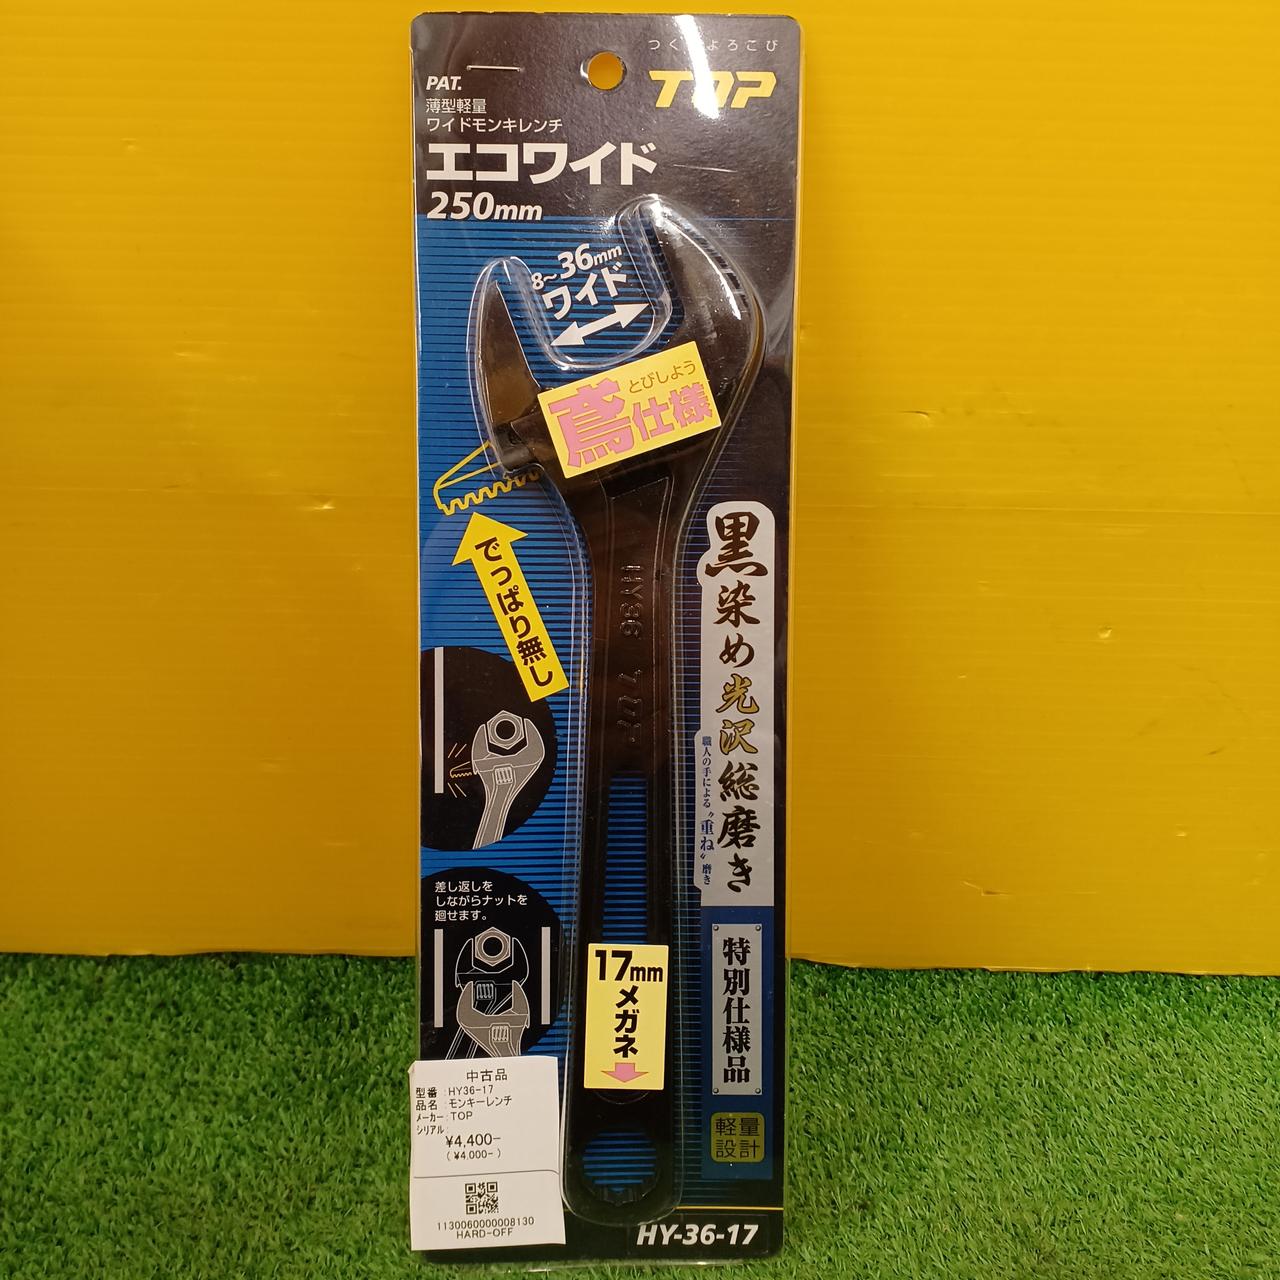 つく よろこび
TOP
PAT.
薄型軽量
ワイドモンキレンチ
エコワイド
250mm
8~36mm
ワイド
とびしよう
鳶仕様
でっぱり無し
HY36 TOP
黒染め光沢総磨き
職人の手による"重ね"磨き
差し返しを
しながらナットを
廻せます。
17mm
メガネ
特別仕様品
軽量
設計
HY-36-17
中古品
型番 :HY36-17
品名 :モンキーレンチ
メーカー:TOP
シリアル:
¥4,400-
(¥4,000-)
1130060000008130
HARD-OFF